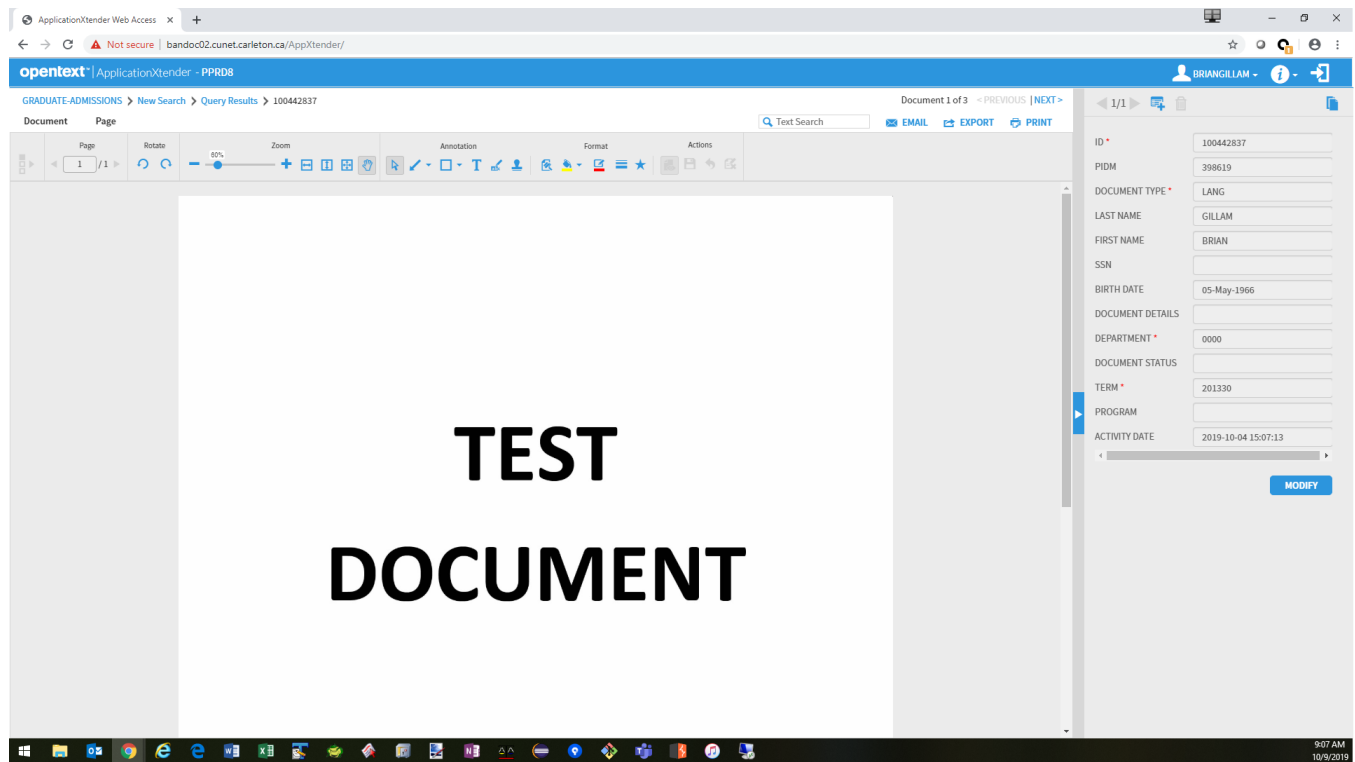 ApplicationXtender Web Access × +
Not secure | bandoc02.cunet.carleton.ca/AppXtender/
opentext™ | ApplicationXtender - PPRD8
BRIANGILLAM
GRADUATE-ADMISSIONS > New Search > Query Results > 100442837
Document 1 of 3 <PREVIOUS | NEXT>
1/1
Document Page
Text Search
EMAIL EXPORT PRINT
Page Rotate Zoom Annotation Format Actions
1 /1
60%
T
ID * 100442837
PIDM 398619
DOCUMENT TYPE * LANG
LAST NAME GILLAM
FIRST NAME BRIAN
SSN
BIRTH DATE 05-May-1966
DOCUMENT DETAILS
DEPARTMENT * 0000
DOCUMENT STATUS
TERM * 201330
PROGRAM
ACTIVITY DATE 2019-10-04 15:07:13
MODIFY
TEST
DOCUMENT
9:07 AM
10/9/2019